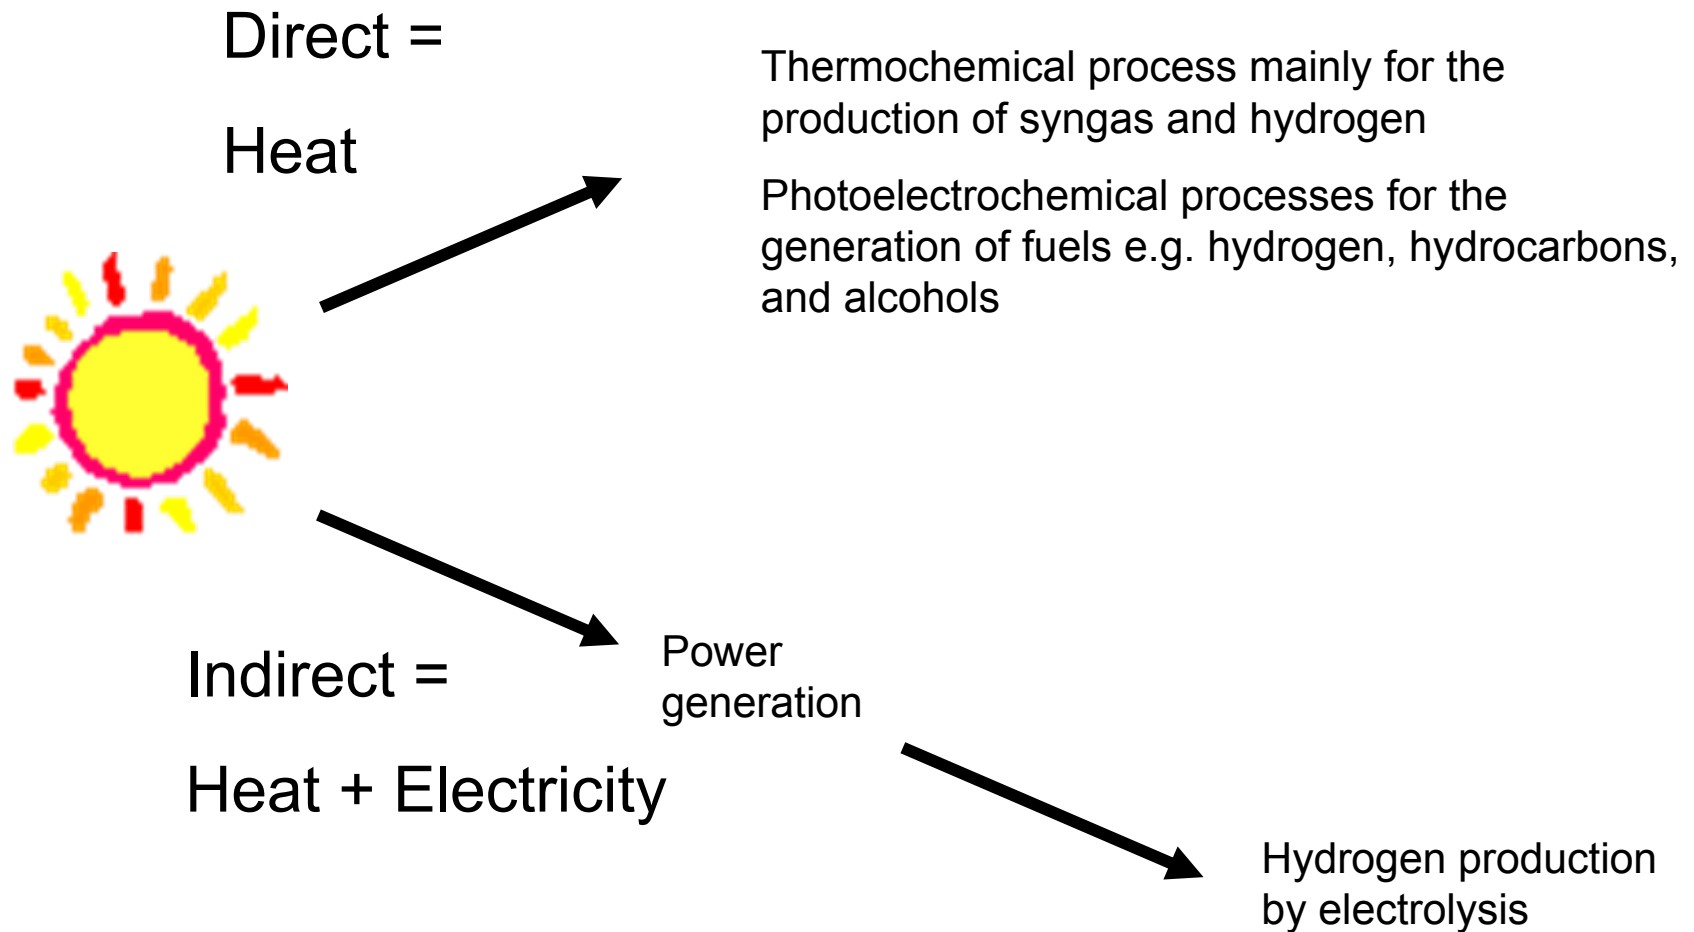 Direct =
Heat
Thermochemical process mainly for the
production of syngas and hydrogen
Photoelectrochemical processes for the
generation of fuels e.g. hydrogen, hydrocarbons,
and alcohols
Indirect =
Heat + Electricity
Power
generation
Hydrogen production
by electrolysis